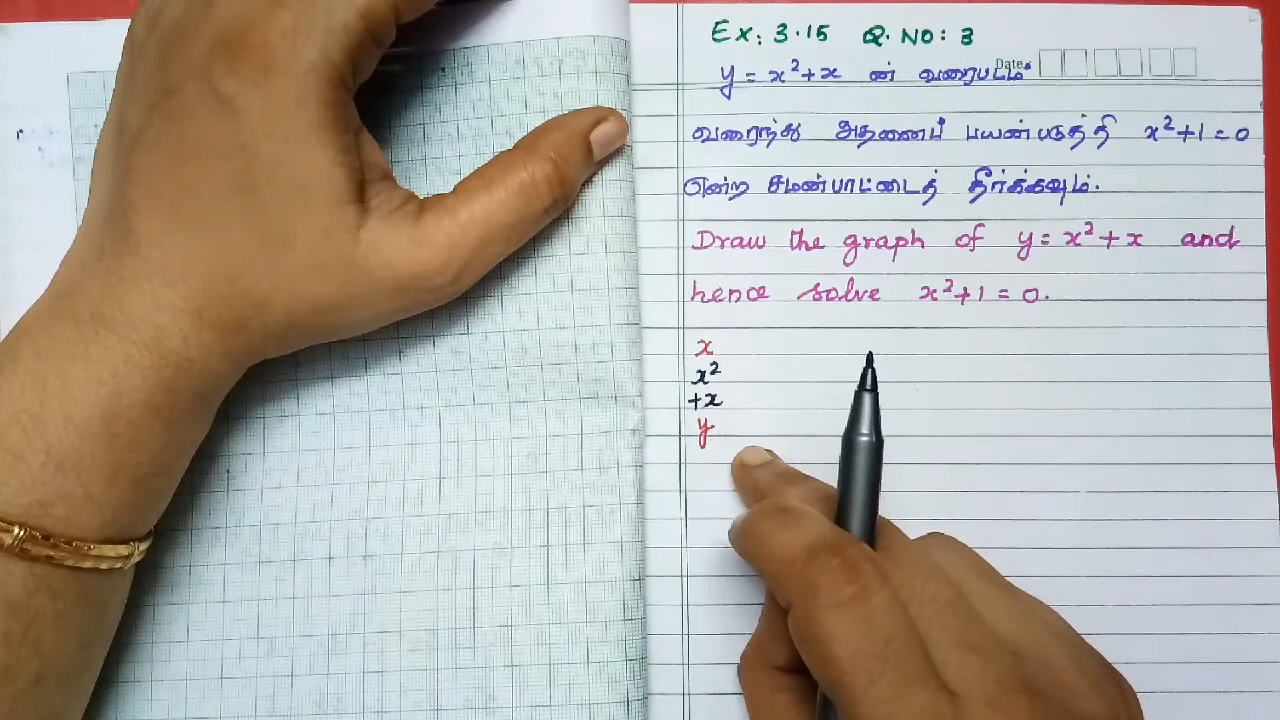 Ex: 3.15 Q. NO: 3
Date
y = x²+x ன் வரைபடம்
வரைந்து அதனைப் பயன்படுத்தி x²+1=0
என்ற சமன்பாட்டைத் தீர்க்கவும்.
Draw the graph of y=x²+x and
hence solve x²+1=0.
x
x²
+x
y